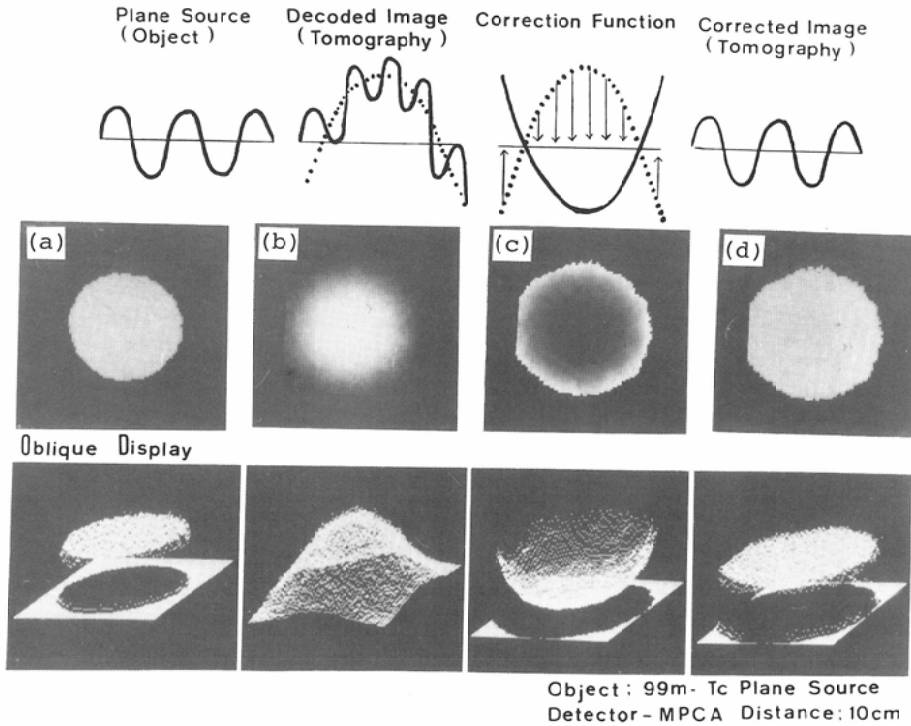 Plane Source
(Object)
Decoded Image
(Tomography)
Correction Function
Corrected Image
(Tomography)
(a)
(b)
(c)
(d)
Oblique Display
Object; 99m-Tc Plane Source
Detector-MPCA Distance; 10cm